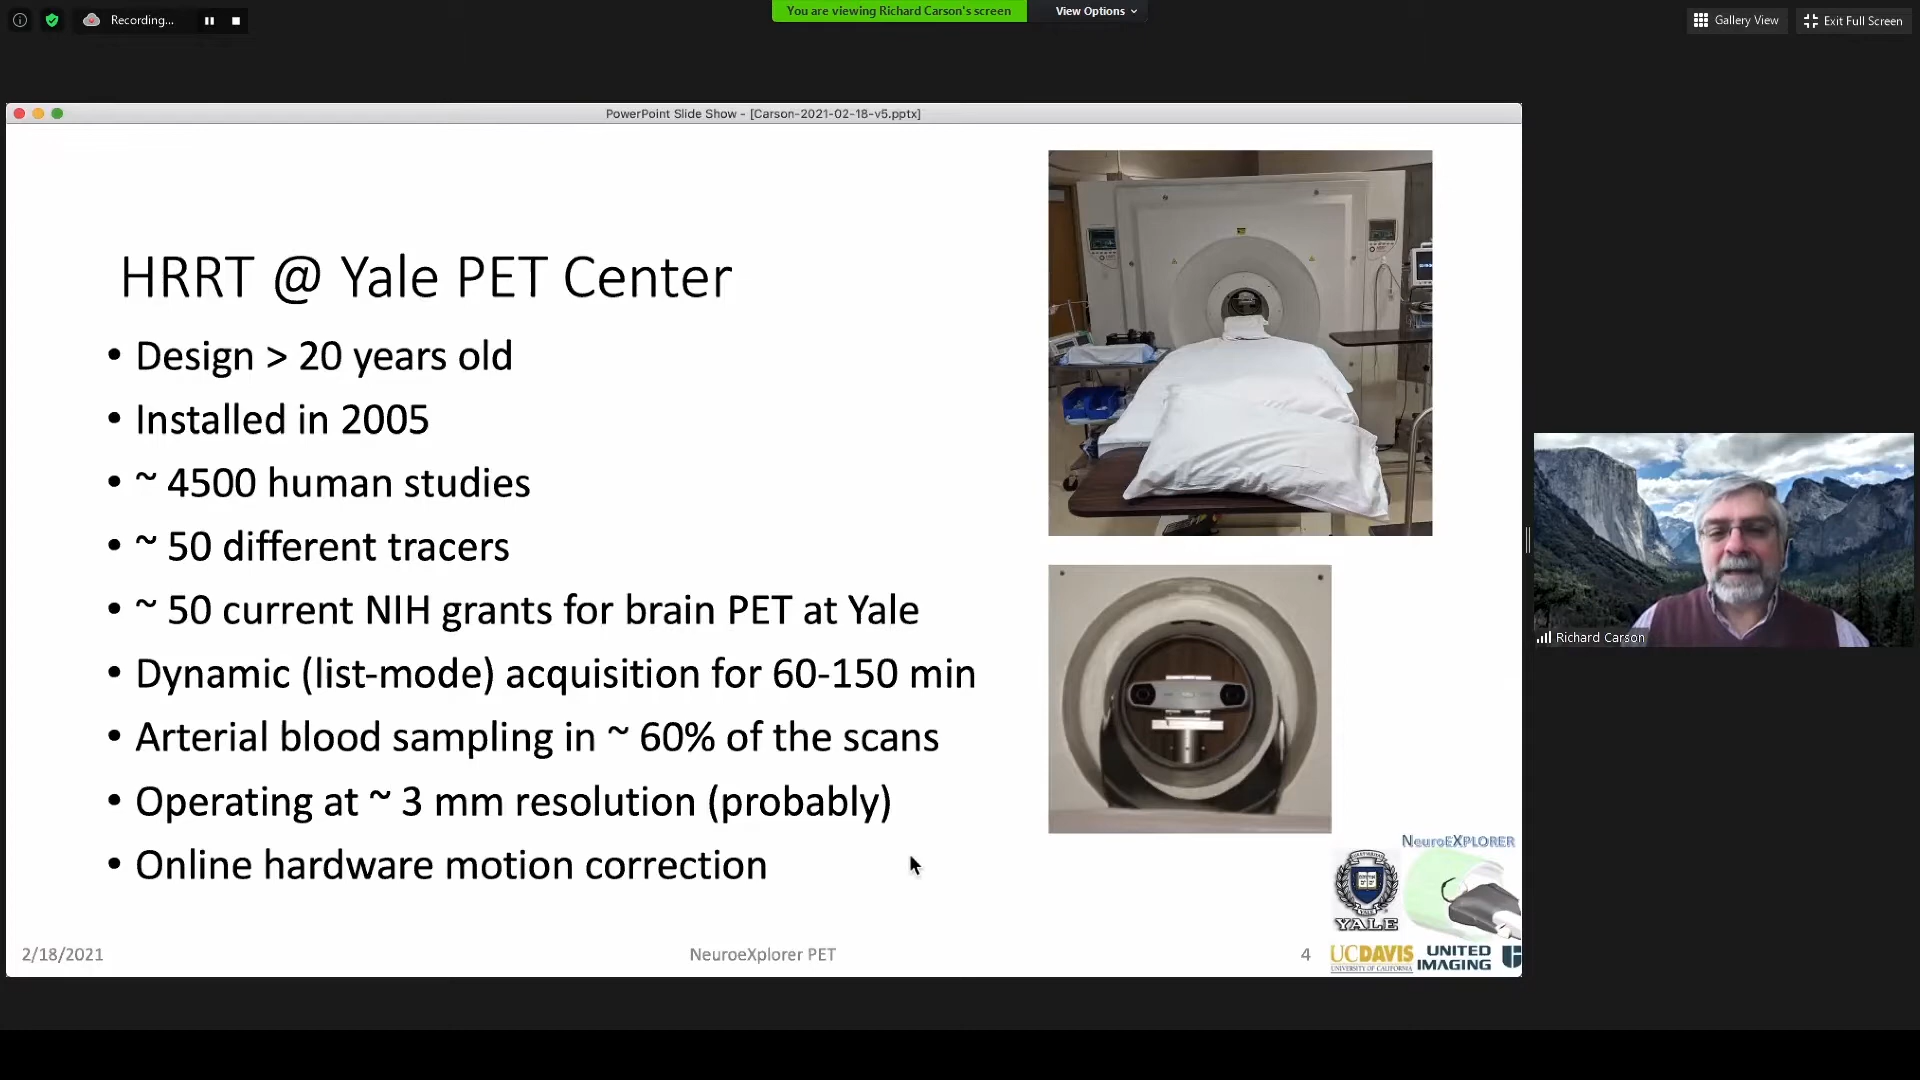 Recording...
You are viewing Richard Carson's screen
View Options
Gallery View
Exit Full Screen
PowerPoint Slide Show - [Carson-2021-02-18-v5.pptx]
HRRT @ Yale PET Center
• Design > 20 years old
• Installed in 2005
• ~ 4500 human studies
• ~ 50 different tracers
• ~ 50 current NIH grants for brain PET at Yale
• Dynamic (list-mode) acquisition for 60-150 min
• Arterial blood sampling in ~ 60% of the scans
• Operating at ~ 3 mm resolution (probably)
• Online hardware motion correction
Richard Carson
NeuroEXPLORER
YALE
UCDAVIS
UNIVERSITY OF CALIFORNIA
UNITED
IMAGING
2/18/2021
NeuroeXplorer PET
4